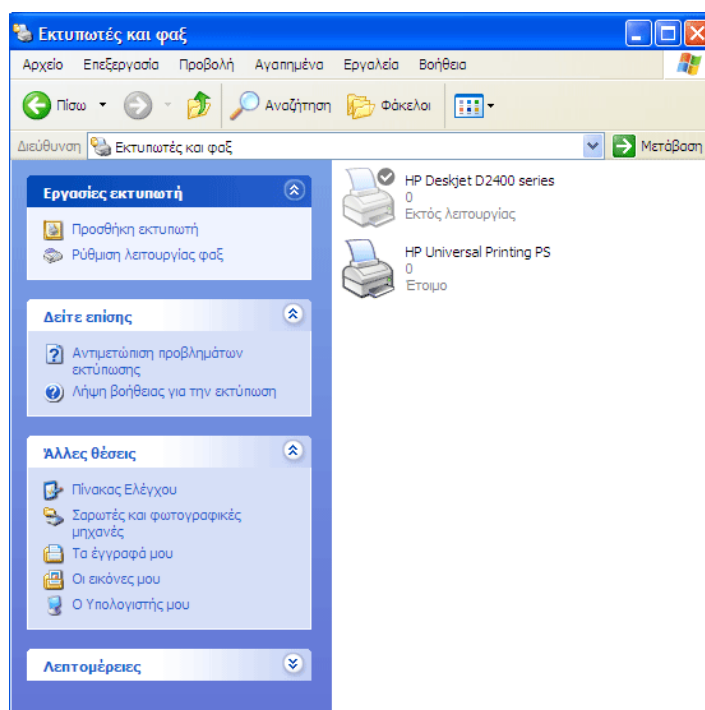 Εκτυπωτές και φαξ
Αρχείο Επεξεργασία Προβολή Αγαπημένα Εργαλεία Βοήθεια
Πίσω Αναζήτηση Φάκελοι
Διεύθυνση Εκτυπωτές και φαξ Μετάβαση
Εργασίες εκτυπωτή
Προσθήκη εκτυπωτή
Ρύθμιση λειτουργίας φαξ
Δείτε επίσης
Αντιμετώπιση προβλημάτων
εκτύπωσης
Λήψη βοήθειας για την εκτύπωση
Άλλες θέσεις
Πίνακας Ελέγχου
Σαρωτές και φωτογραφικές
μηχανές
Τα έγγραφά μου
Οι εικόνες μου
Ο Υπολογιστής μου
Λεπτομέρειες
HP Deskjet D2400 series
0
Εκτός λειτουργίας
HP Universal Printing PS
0
Έτοιμο